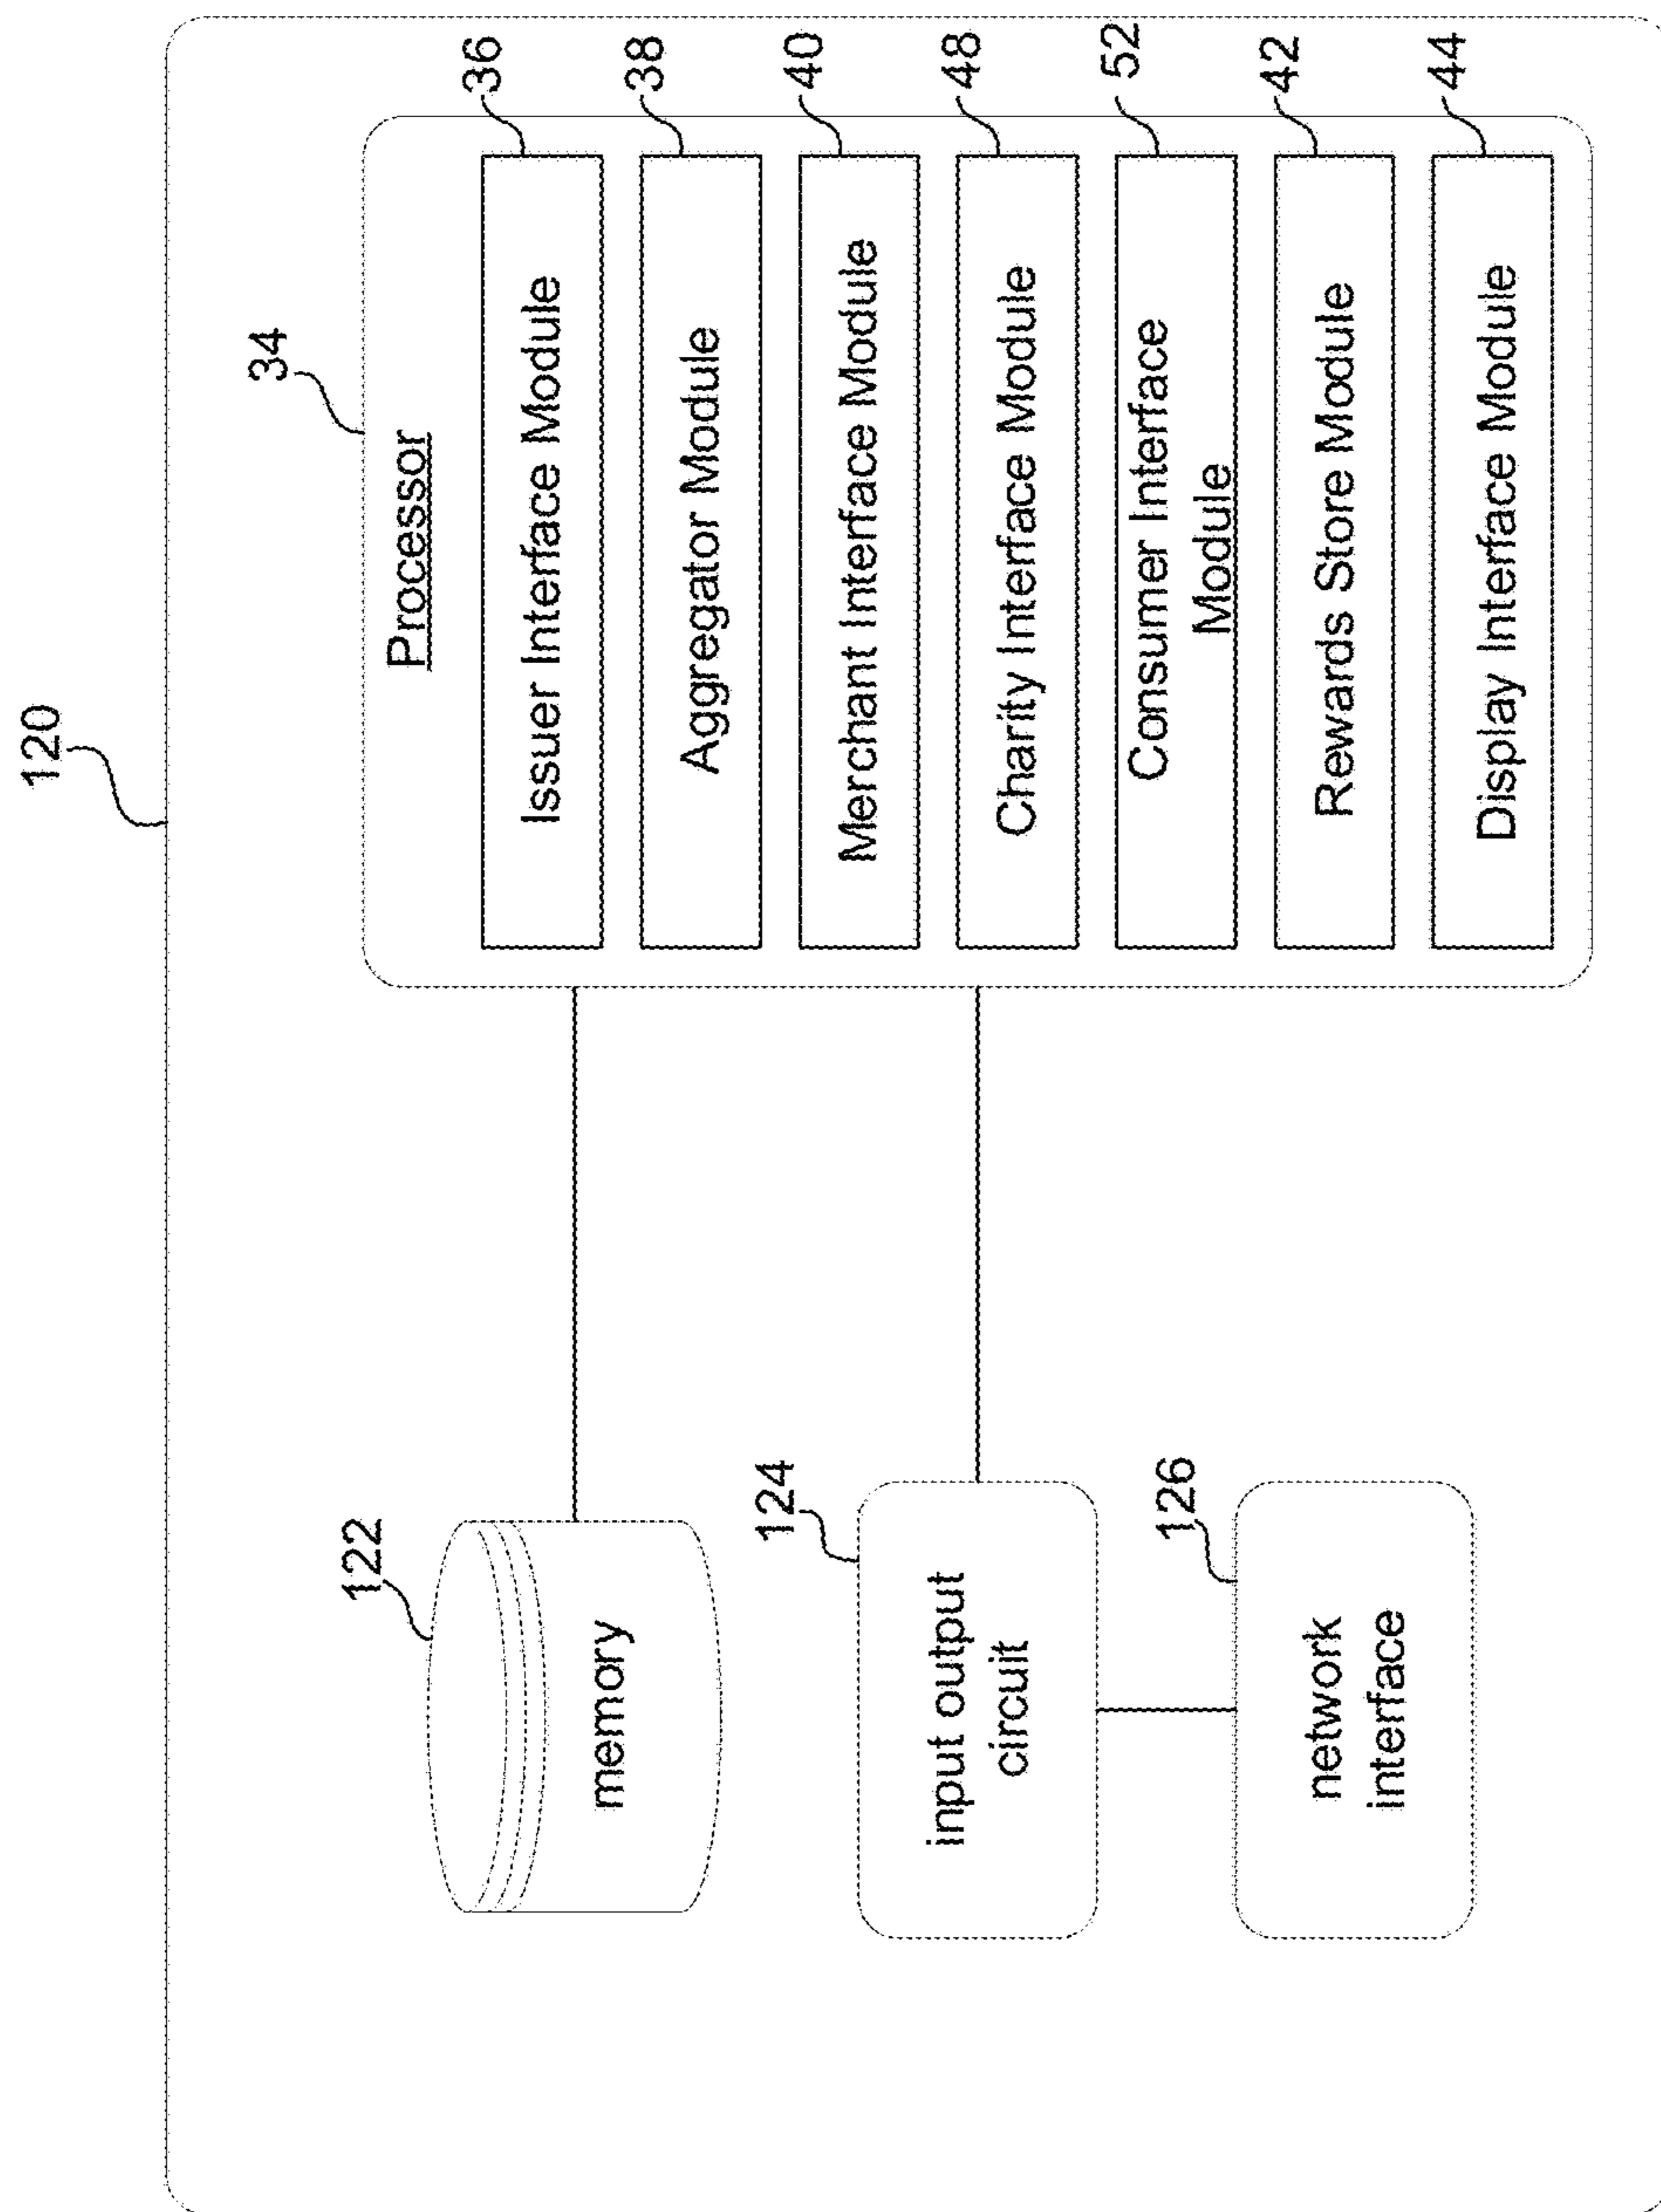 120
34
Processor
Issuer Interface Module
36
Aggregator Module
38
Merchant Interface Module
40
Charity Interface Module
48
Consumer Interface
Module
52
Rewards Store Module
42
Display Interface Module
44
122
memory
124
input output
circuit
126
network
interface